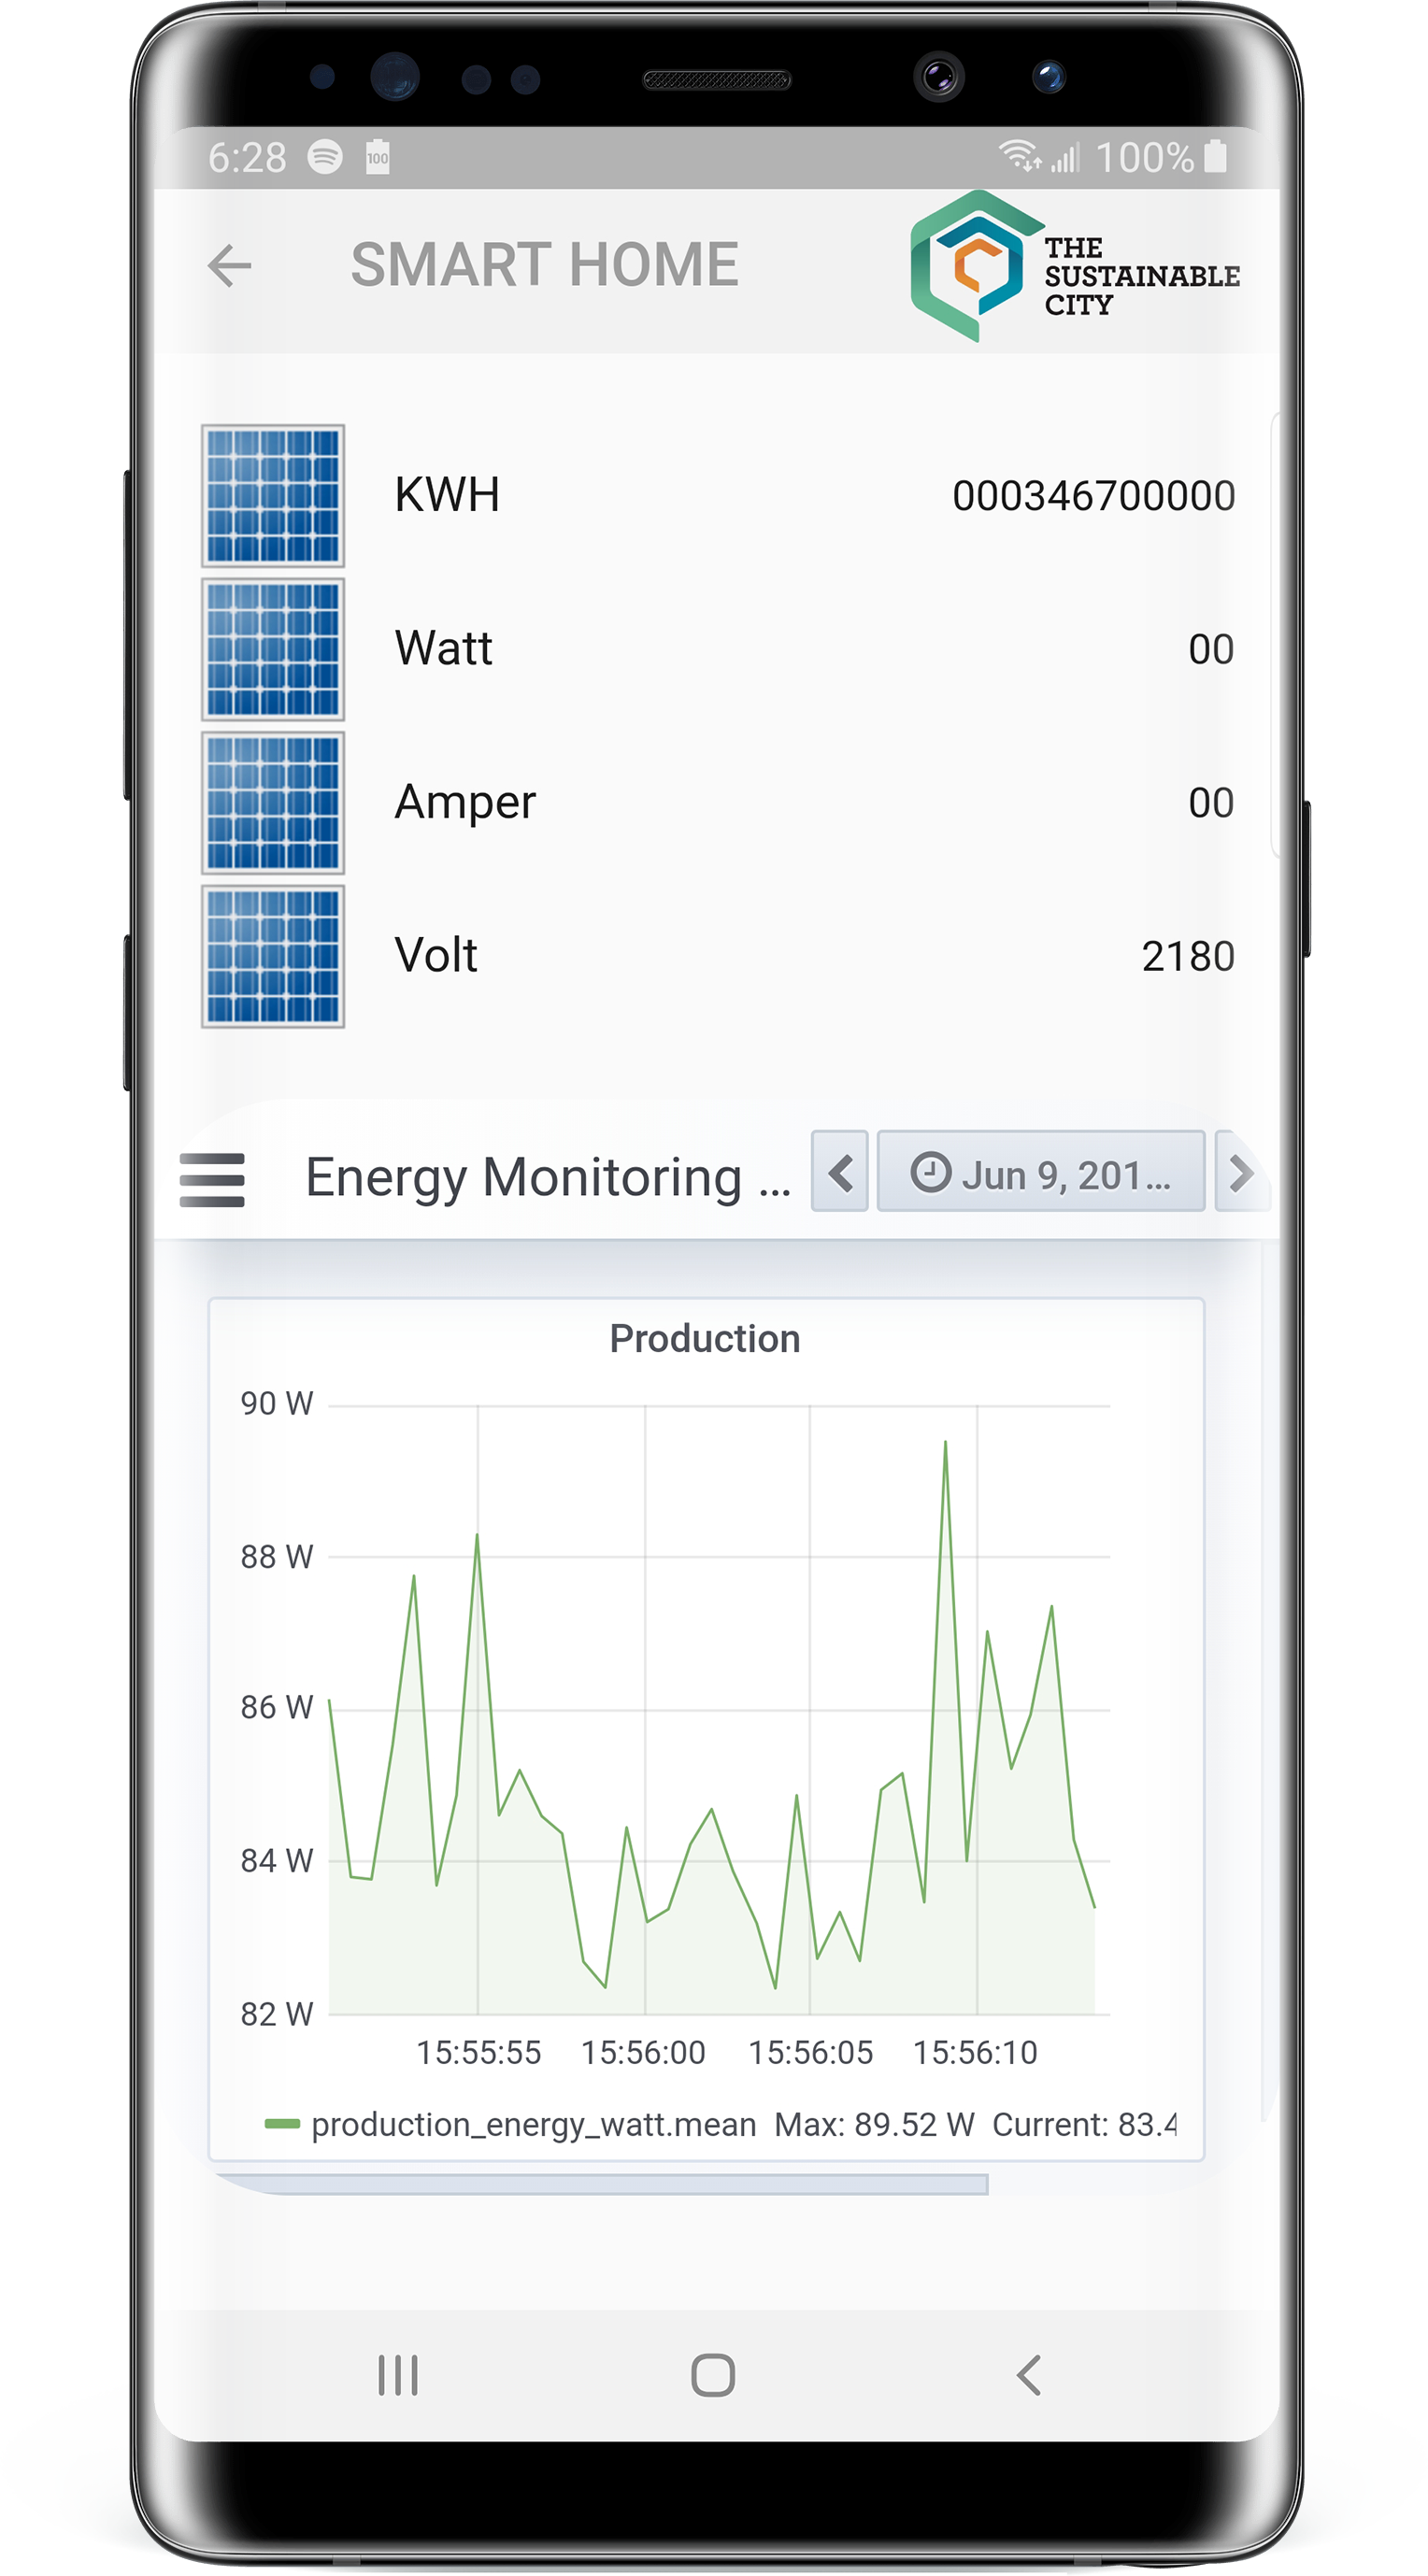 6:28 100 100%
SMART HOME
THE
SUSTAINABLE
CITY
KWH 000346700000
Watt 00
Amper 00
Volt 2180
Energy Monitoring ... Jun 9, 201...
Production
90 W
88 W
86 W
84 W
82 W
15:55:55 15:56:00 15:56:05 15:56:10
production_energy_watt.mean Max: 89.52 W Current: 83.4